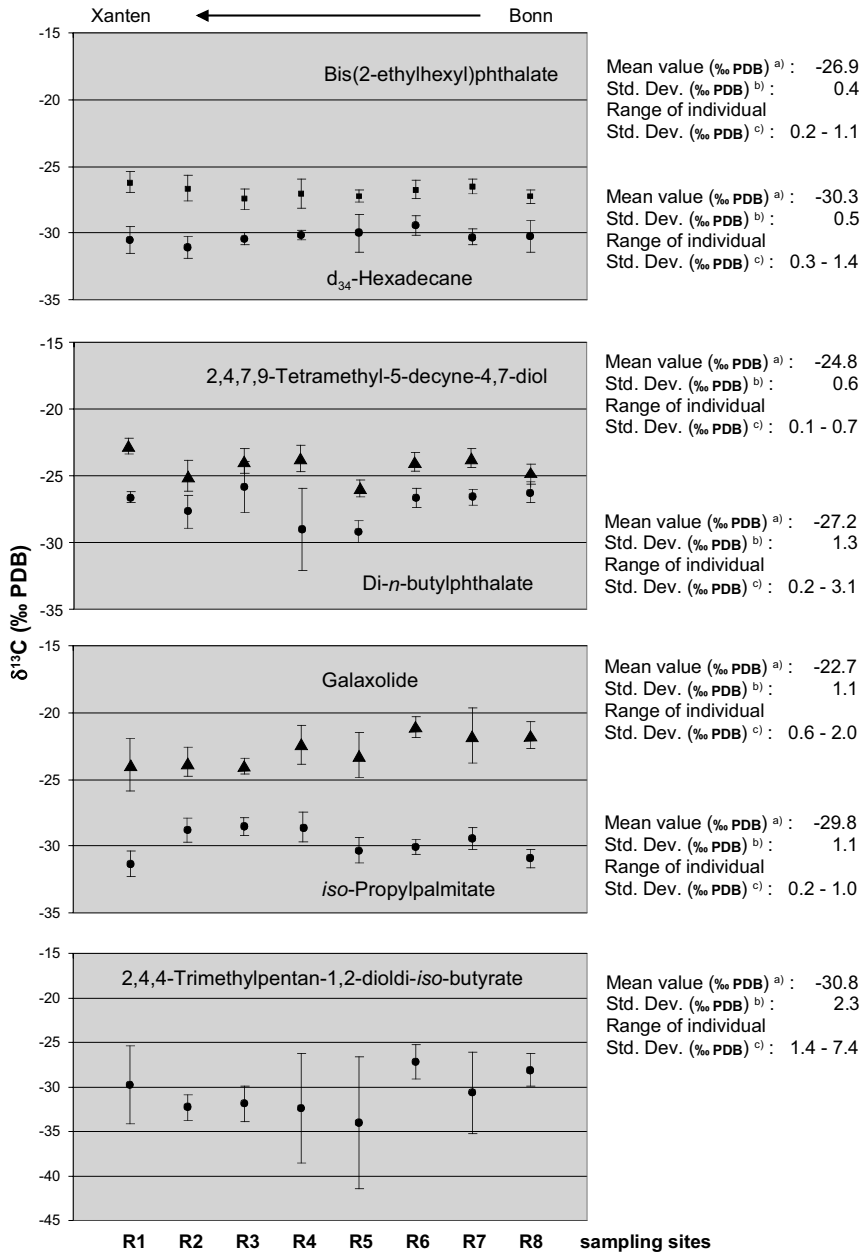 Xanten Bonn
-15
-20
-25
-30
-35
Bis(2-ethylhexyl)phthalate
d34-Hexadecane
Mean value (‰ PDB) a) : -26.9
Std. Dev. (‰ PDB) b) : 0.4
Range of individual
Std. Dev. (‰ PDB) c) : 0.2 - 1.1
Mean value (‰ PDB) a) : -30.3
Std. Dev. (‰ PDB) b) : 0.5
Range of individual
Std. Dev. (‰ PDB) c) : 0.3 - 1.4
-15
-20
-25
-30
-35
2,4,7,9-Tetramethyl-5-decyne-4,7-diol
Di-n-butylphthalate
Mean value (‰ PDB) a) : -24.8
Std. Dev. (‰ PDB) b) : 0.6
Range of individual
Std. Dev. (‰ PDB) c) : 0.1 - 0.7
Mean value (‰ PDB) a) : -27.2
Std. Dev. (‰ PDB) b) : 1.3
Range of individual
Std. Dev. (‰ PDB) c) : 0.2 - 3.1
δ13C (‰ PDB)
-15
-20
-25
-30
-35
Galaxolide
iso-Propylpalmitate
Mean value (‰ PDB) a) : -22.7
Std. Dev. (‰ PDB) b) : 1.1
Range of individual
Std. Dev. (‰ PDB) c) : 0.6 - 2.0
Mean value (‰ PDB) a) : -29.8
Std. Dev. (‰ PDB) b) : 1.1
Range of individual
Std. Dev. (‰ PDB) c) : 0.2 - 1.0
-15
-20
-25
-30
-35
-40
-45
2,4,4-Trimethylpentan-1,2-dioldi-iso-butyrate
Mean value (‰ PDB) a) : -30.8
Std. Dev. (‰ PDB) b) : 2.3
Range of individual
Std. Dev. (‰ PDB) c) : 1.4 - 7.4
R1 R2 R3 R4 R5 R6 R7 R8 sampling sites